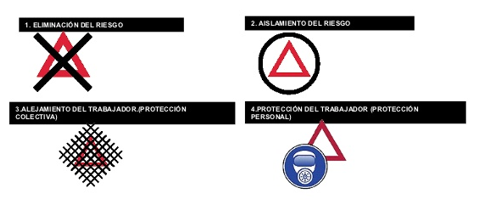 1. ELIMINACIÓN DEL RIESGO
2. AISLAMIENTO DEL RIESGO
3.ALEJAMIENTO DEL TRABAJADOR.(PROTECCIÓN
COLECTIVA)
4.PROTECCIÓN DEL TRABAJADOR (PROTECCIÓN
PERSONAL)